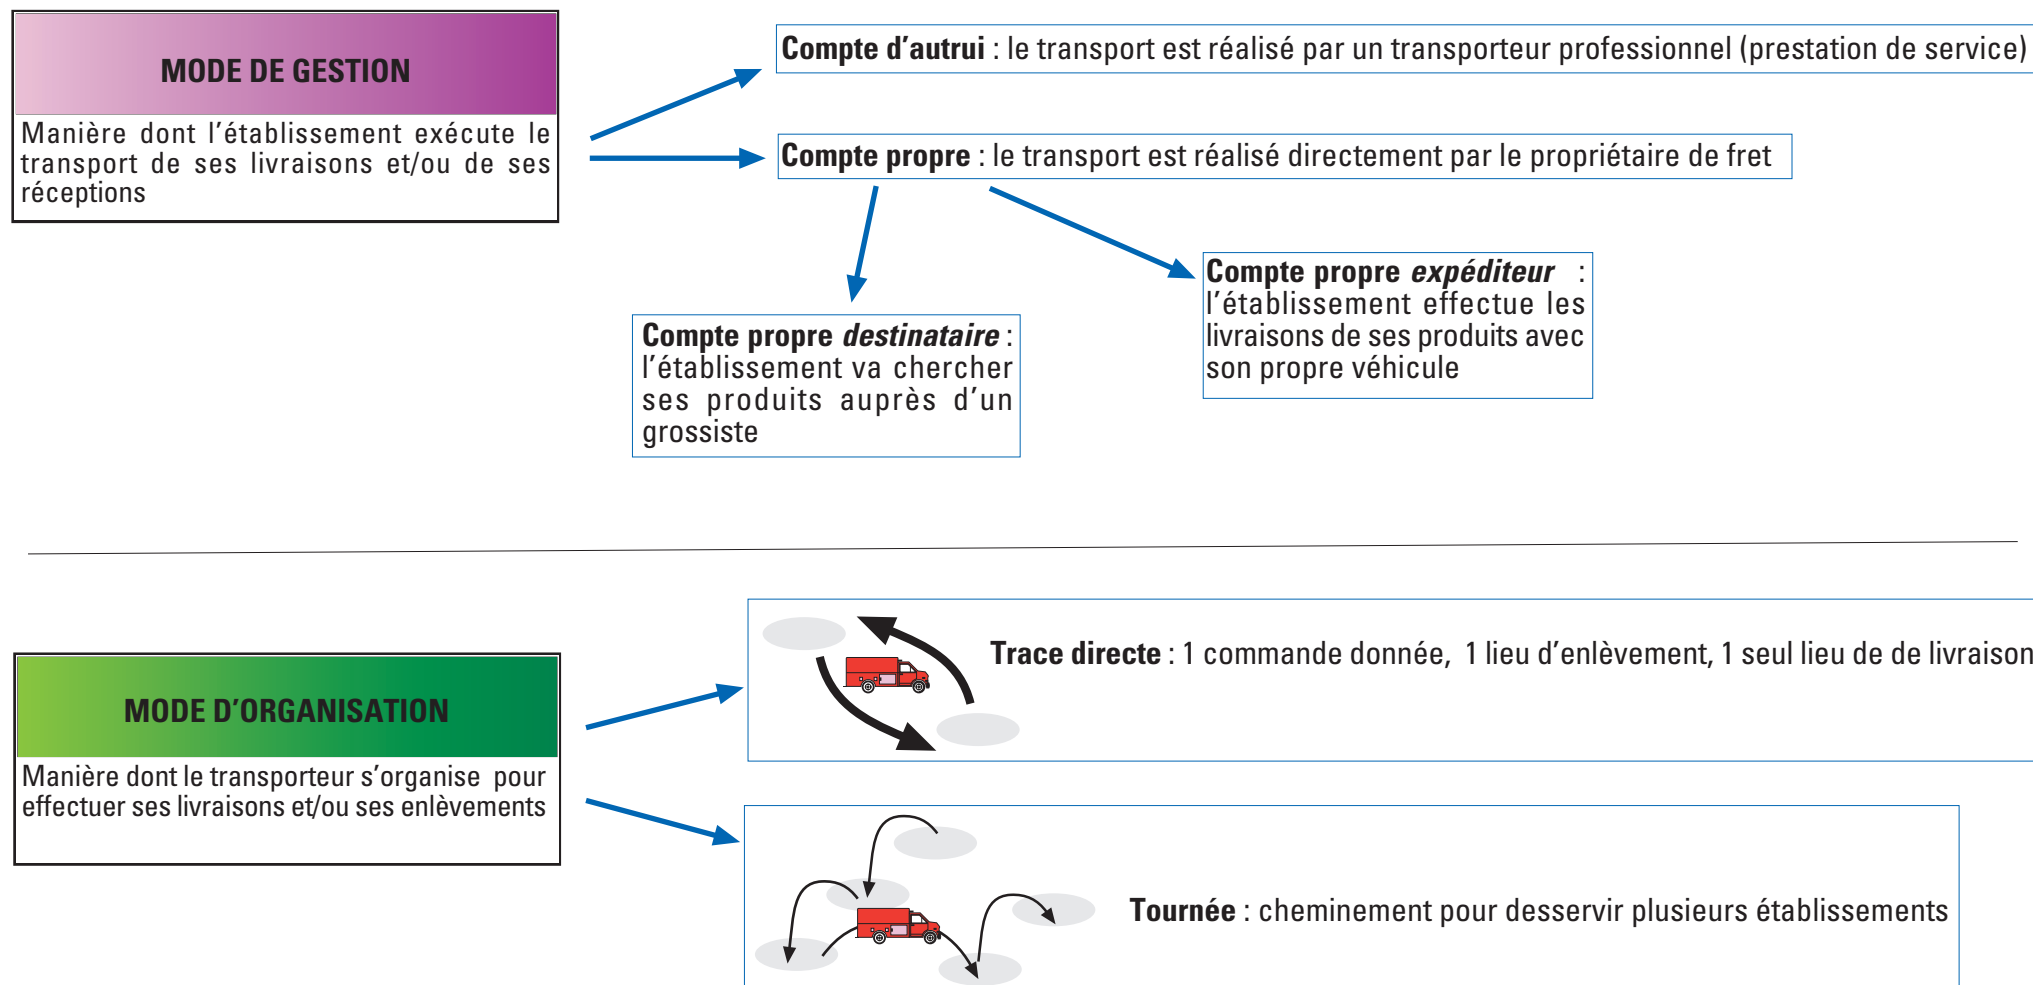 MODE DE GESTION
Manière dont l'établissement exécute le
transport de ses livraisons et/ou de ses
réceptions
Compte d'autrui : le transport est réalisé par un transporteur professionnel (prestation de service)
Compte propre : le transport est réalisé directement par le propriétaire de fret
Compte propre destinataire :
l'établissement va chercher
ses produits auprès d'un
grossiste
Compte propre expéditeur :
l'établissement effectue les
livraisons de ses produits avec
son propre véhicule
MODE D'ORGANISATION
Manière dont le transporteur s'organise pour
effectuer ses livraisons et/ou ses enlèvements
Trace directe : 1 commande donnée, 1 lieu d'enlèvement, 1 seul lieu de de livraison
Tournée : cheminement pour desservir plusieurs établissements